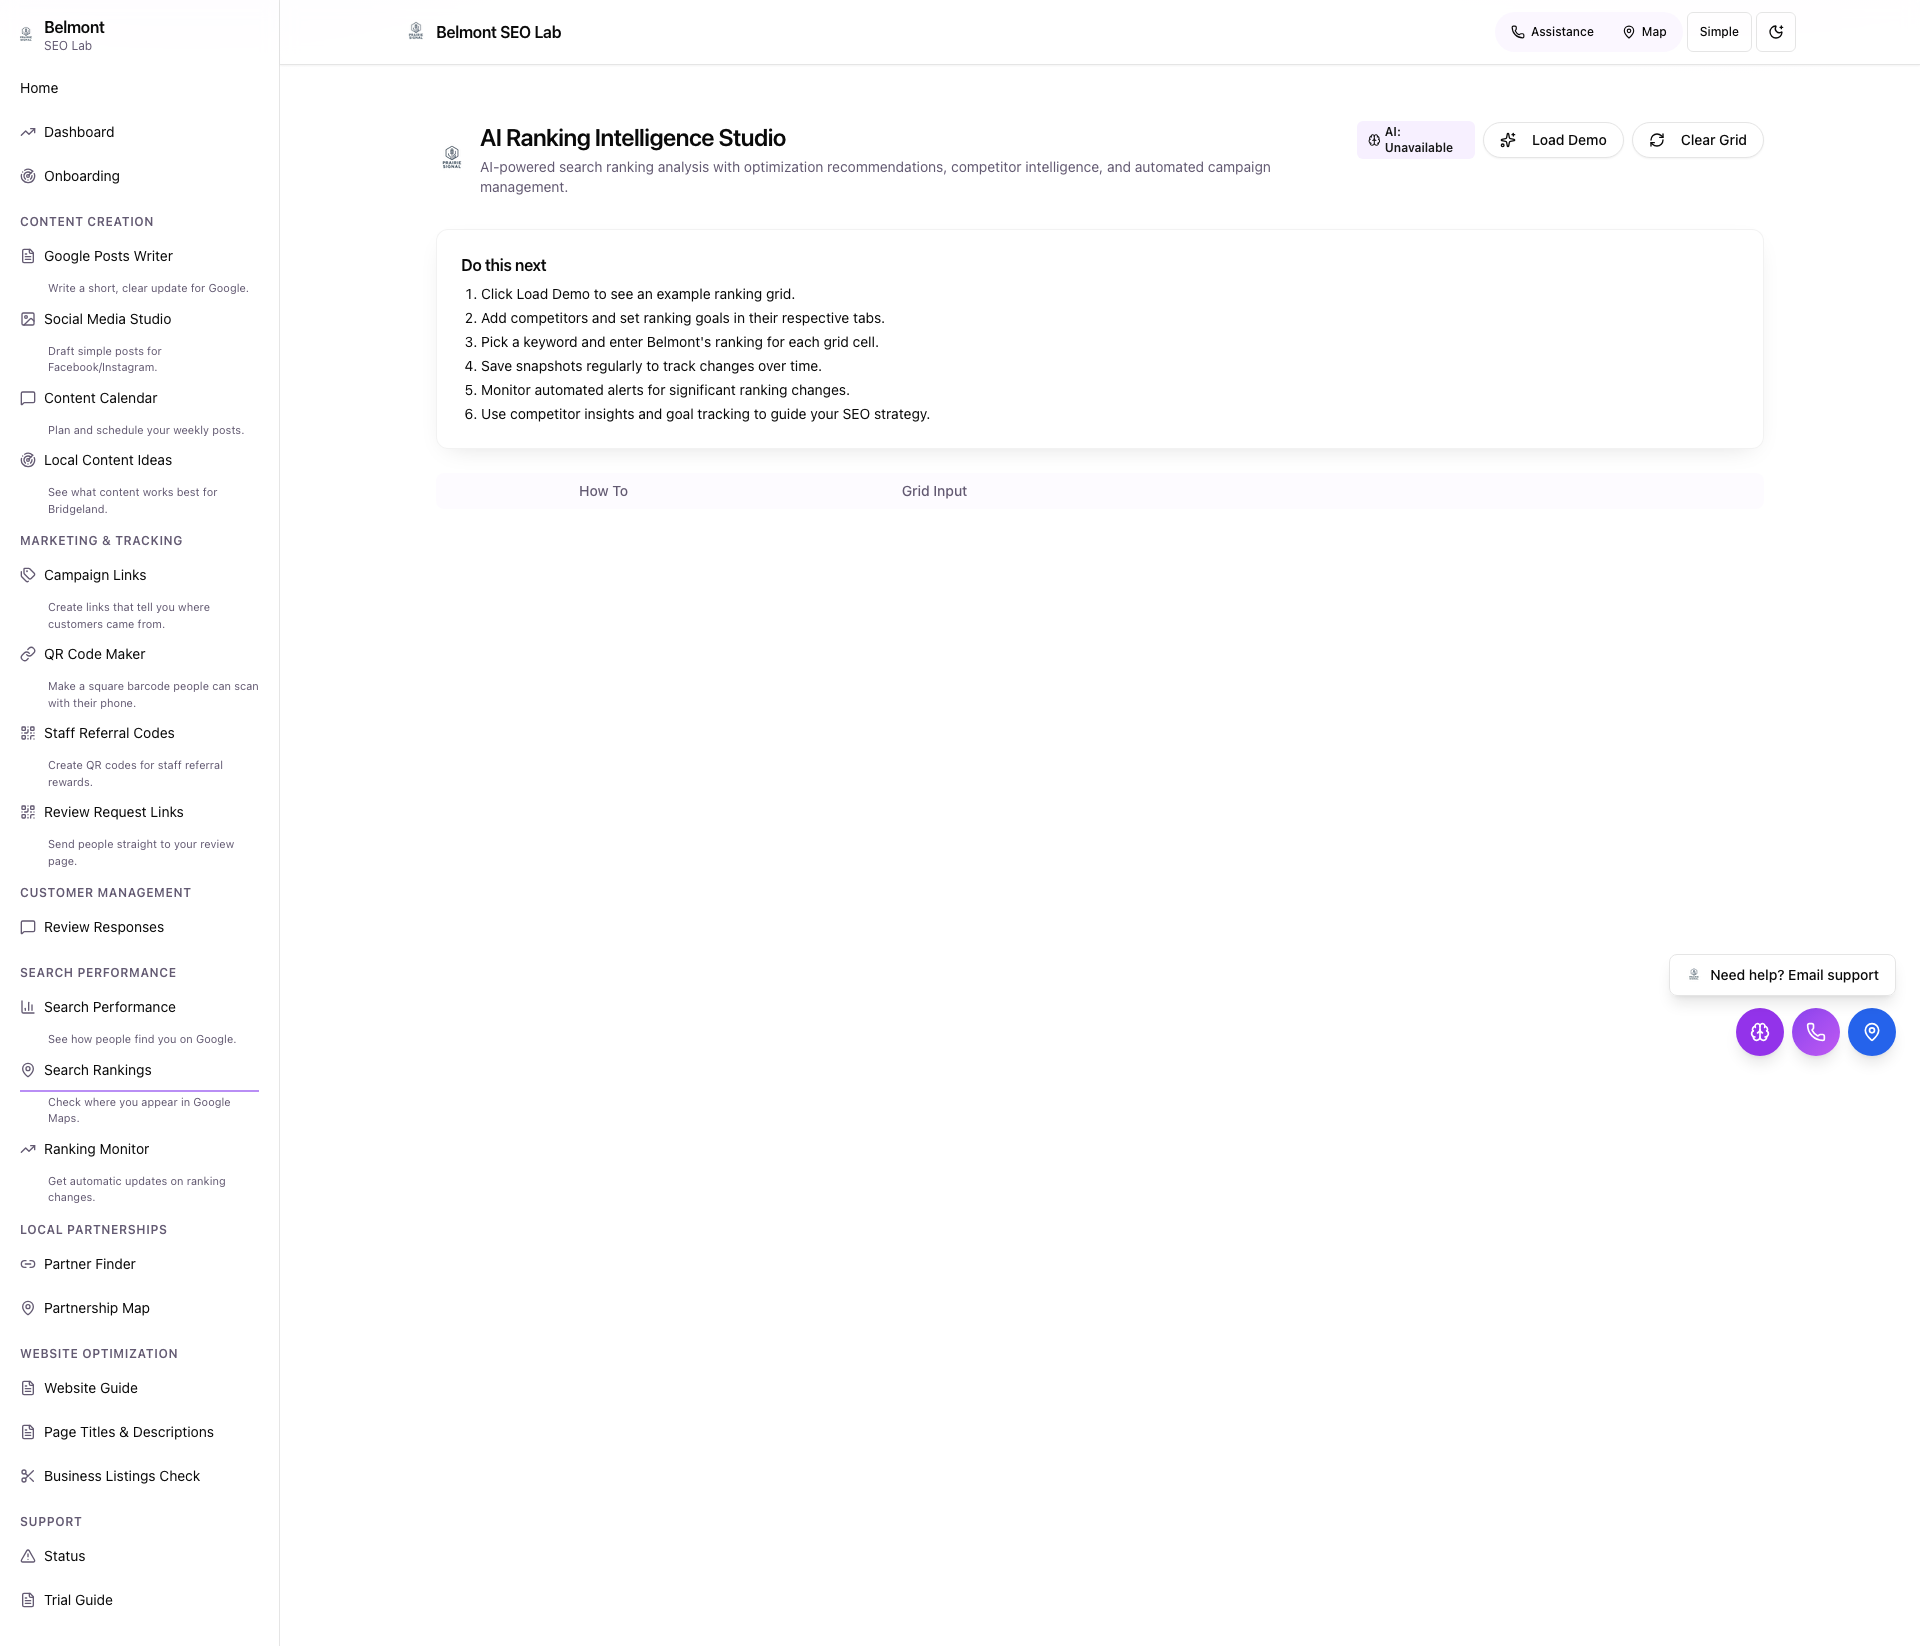 Belmont
SEO Lab
Home
Dashboard
Onboarding
CONTENT CREATION
Google Posts Writer
Write a short, clear update for Google.
Social Media Studio
Draft simple posts for
Facebook/Instagram.
Content Calendar
Plan and schedule your weekly posts.
Local Content Ideas
See what content works best for
Bridgeland.
MARKETING & TRACKING
Campaign Links
Create links that tell you where
customers came from.
QR Code Maker
Make a square barcode people can scan
with their phone.
Staff Referral Codes
Create QR codes for staff referral
rewards.
Review Request Links
Send people straight to your review
page.
CUSTOMER MANAGEMENT
Review Responses
SEARCH PERFORMANCE
Search Performance
See how people find you on Google.
Search Rankings
Check where you appear in Google
Maps.
Ranking Monitor
Get automatic updates on ranking
changes.
LOCAL PARTNERSHIPS
Partner Finder
Partnership Map
WEBSITE OPTIMIZATION
Website Guide
Page Titles & Descriptions
Business Listings Check
SUPPORT
Status
Trial Guide
Belmont SEO Lab
Assistance
Map
Simple
PRAIRIE
SIGNAL
AI Ranking Intelligence Studio
AI-powered search ranking analysis with optimization recommendations, competitor intelligence, and automated campaign
management.
AI:
Unavailable
Load Demo
Clear Grid
Do this next
1. Click Load Demo to see an example ranking grid.
2. Add competitors and set ranking goals in their respective tabs.
3. Pick a keyword and enter Belmont's ranking for each grid cell.
4. Save snapshots regularly to track changes over time.
5. Monitor automated alerts for significant ranking changes.
6. Use competitor insights and goal tracking to guide your SEO strategy.
How To
Grid Input
Need help? Email support